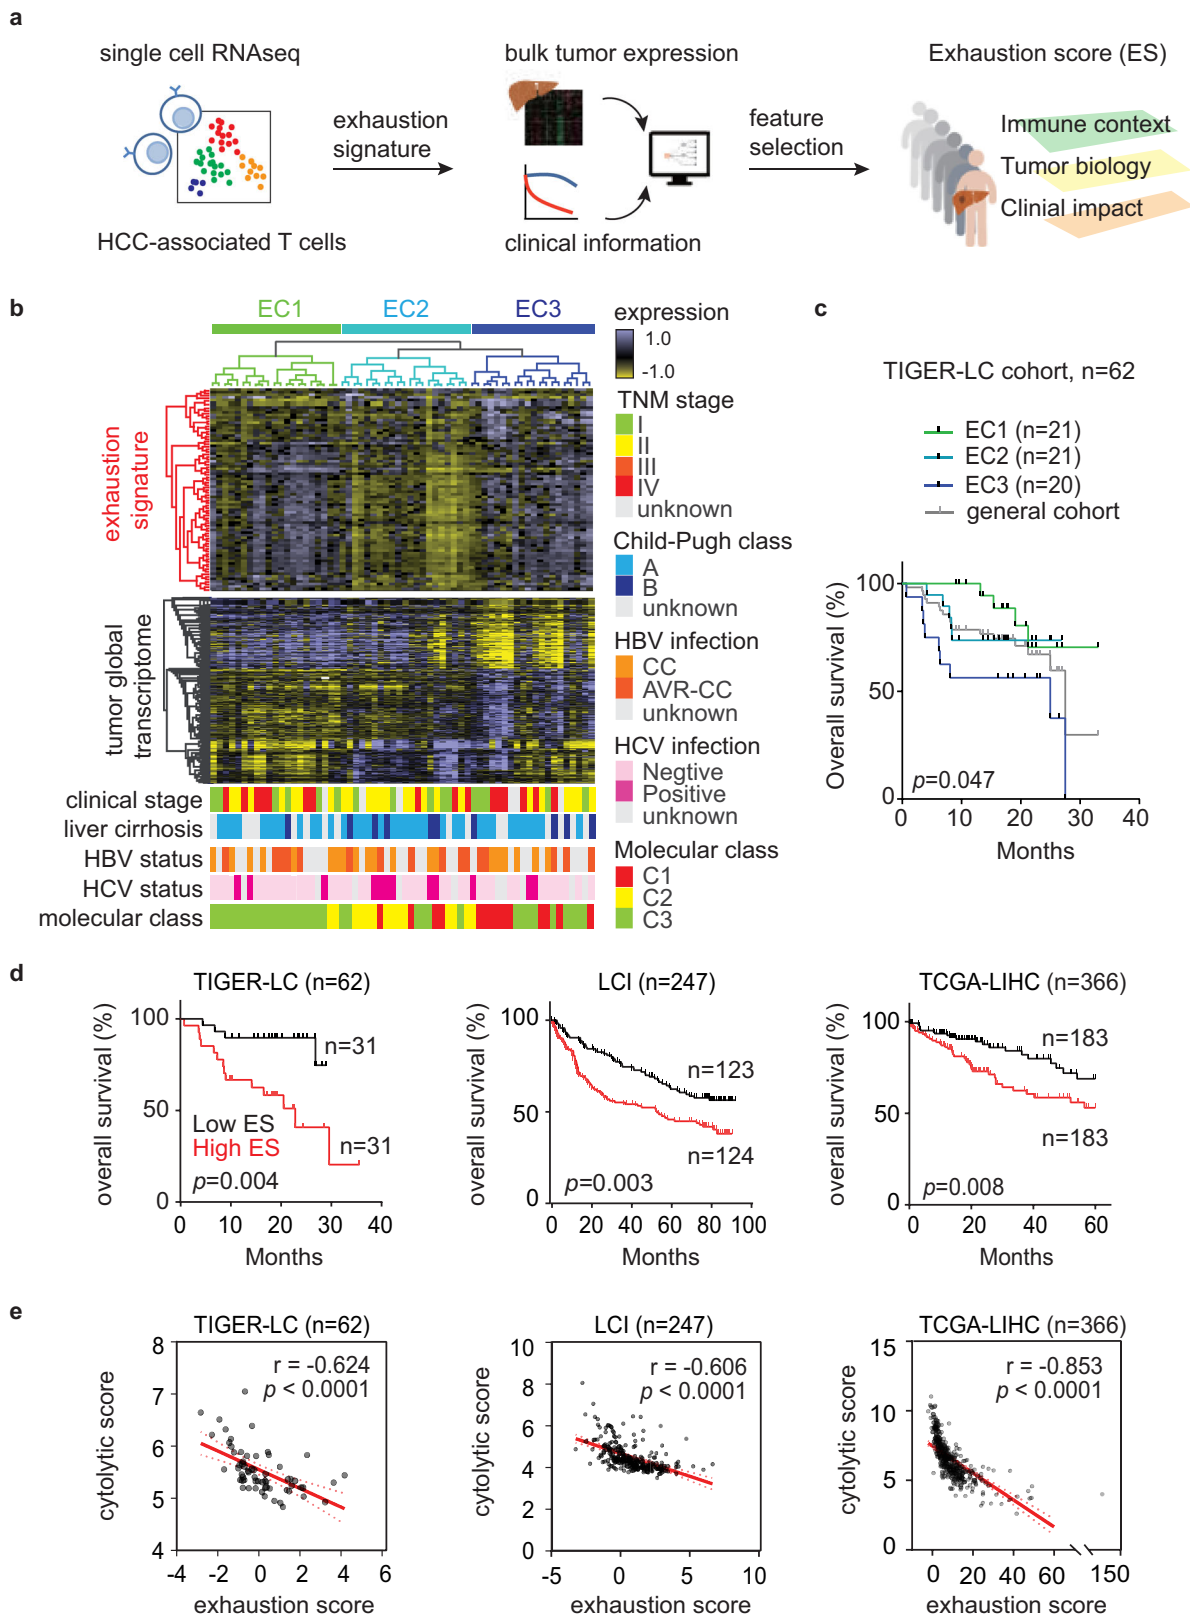 a
single cell RNAseq
bulk tumor expression
Exhaustion score (ES)
exhaustion
signature
feature
selection
Immune context
Tumor biology
Clinial impact
HCC-associated T cells
clinical information
b
EC1
EC2
EC3
exhaustion
signature
tumor global
transcriptome
clinical stage
liver cirrhosis
HBV status
HCV status
molecular class
expression
1.0
-1.0
TNM stage
I
II
III
IV
unknown
Child-Pugh class
A
B
unknown
HBV infection
CC
AVR-CC
unknown
HCV infection
Negtive
Positive
unknown
Molecular class
C1
C2
C3
c
TIGER-LC cohort, n=62
EC1 (n=21)
EC2 (n=21)
EC3 (n=20)
general cohort
Overall survival (%)
100
50
0
p=0.047
0 10 20 30 40
Months
d
TIGER-LC (n=62)
overall survival (%)
100
50
0
n=31
Low ES
High ES
n=31
p=0.004
0 10 20 30 40
Months
LCI (n=247)
overall survival (%)
100
50
0
n=123
n=124
p=0.003
0 20 40 60 80 100
Months
TCGA-LIHC (n=366)
overall survival (%)
100
50
0
n=183
n=183
p=0.008
0 20 40 60
Months
e
TIGER-LC (n=62)
cytolytic score
8
7
6
5
4
r = -0.624
p < 0.0001
-4 -2 0 2 4 6
exhaustion score
LCI (n=247)
cytolytic score
10
8
6
4
2
0
r = -0.606
p < 0.0001
-5 0 5 10
exhaustion score
TCGA-LIHC (n=366)
cytolytic score
15
10
5
0
r = -0.853
p < 0.0001
0 20 40 60 150
exhaustion score